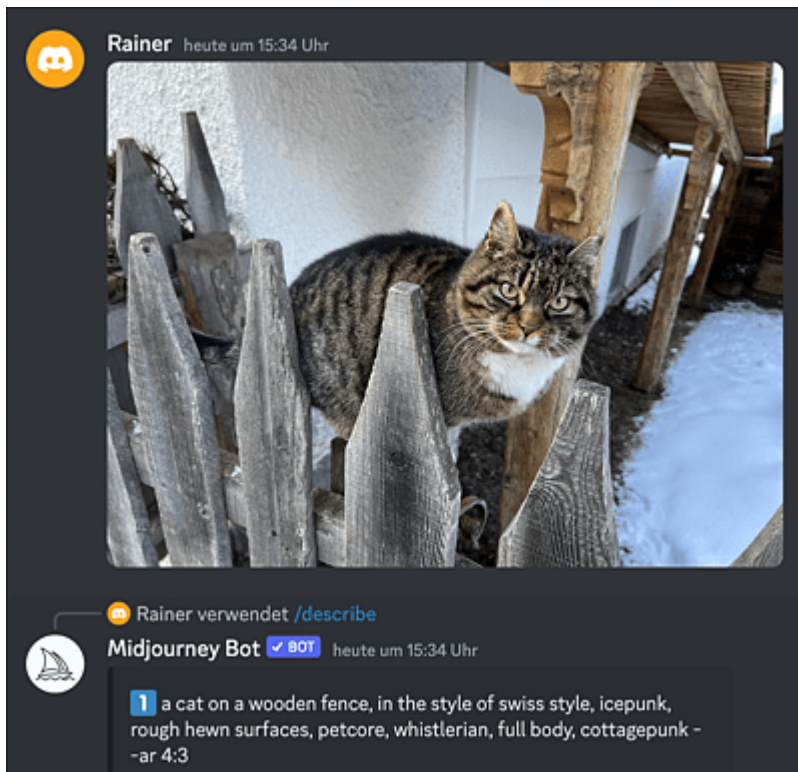 Rainer heute um 15:34 Uhr
Rainer verwendet /describe
Midjourney Bot ✓ BOT heute um 15:34 Uhr
1 a cat on a wooden fence, in the style of swiss style, icepunk,
rough hewn surfaces, petcore, whistlerian, full body, cottagepunk -
-ar 4:3